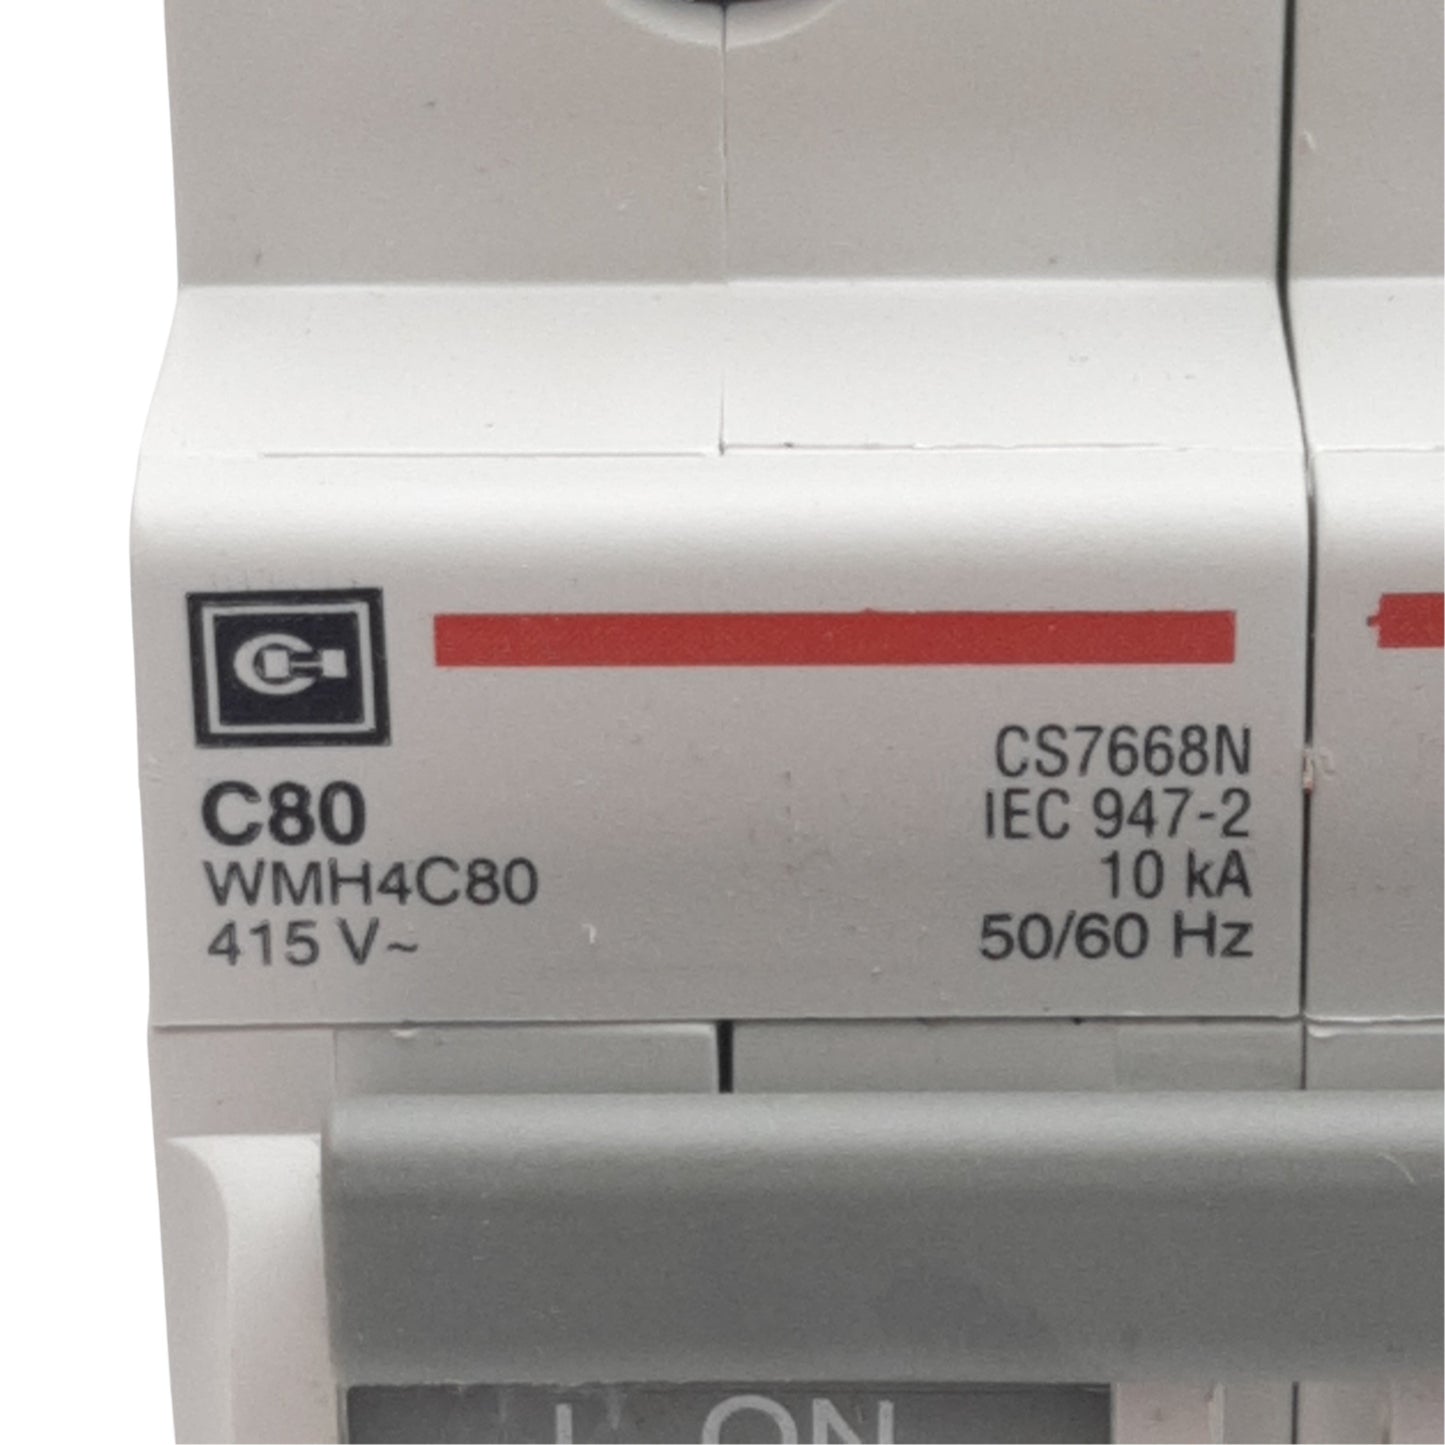 C80
WMH4C80
415 V~
CS7668N
IEC 947-2
10 kA
50/60 Hz
I ON